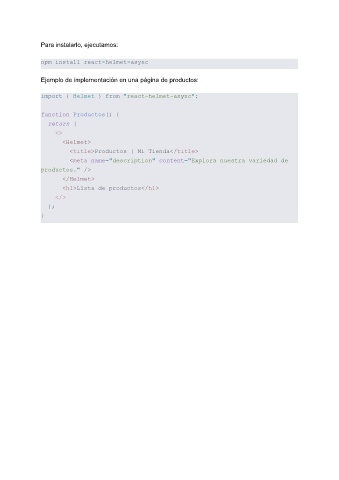 Para instalarlo, ejecutamos:
npm install react-helmet-async
Ejemplo de implementación en una página de productos:
import { Helmet } from "react-helmet-async";
function Productos() {
return (
<>
<Helmet>
<title>Productos | Mi Tienda</title>
<meta name="description" content="Explora nuestra variedad de
productos." />
</Helmet>
<h1>Lista de productos</h1>
</>
);
}